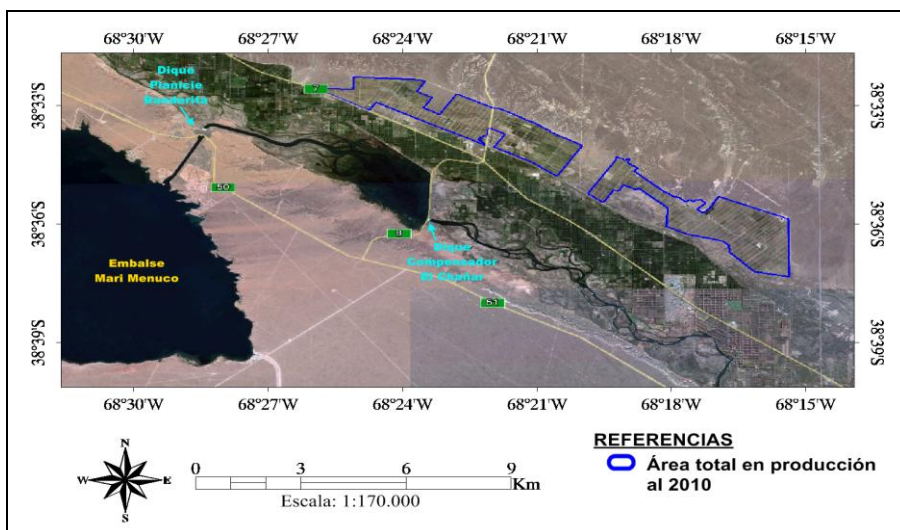 68°30'W 68°27'W 68°24'W 68°21'W 68°18'W 68°15'W
38°33'S
38°36'S
38°39'S
Dique
Planicie
Banderita
7
50
1
51
Embalse
Mari Menuco
Dique
Compensador
El Chañar
38°33'S
38°36'S
38°39'S
68°30'W 68°27'W 68°24'W 68°21'W 68°18'W 68°15'W
N
W E
S
0 3 6 9
Km
Escala: 1:170.000
REFERENCIAS
Área total en producción
al 2010